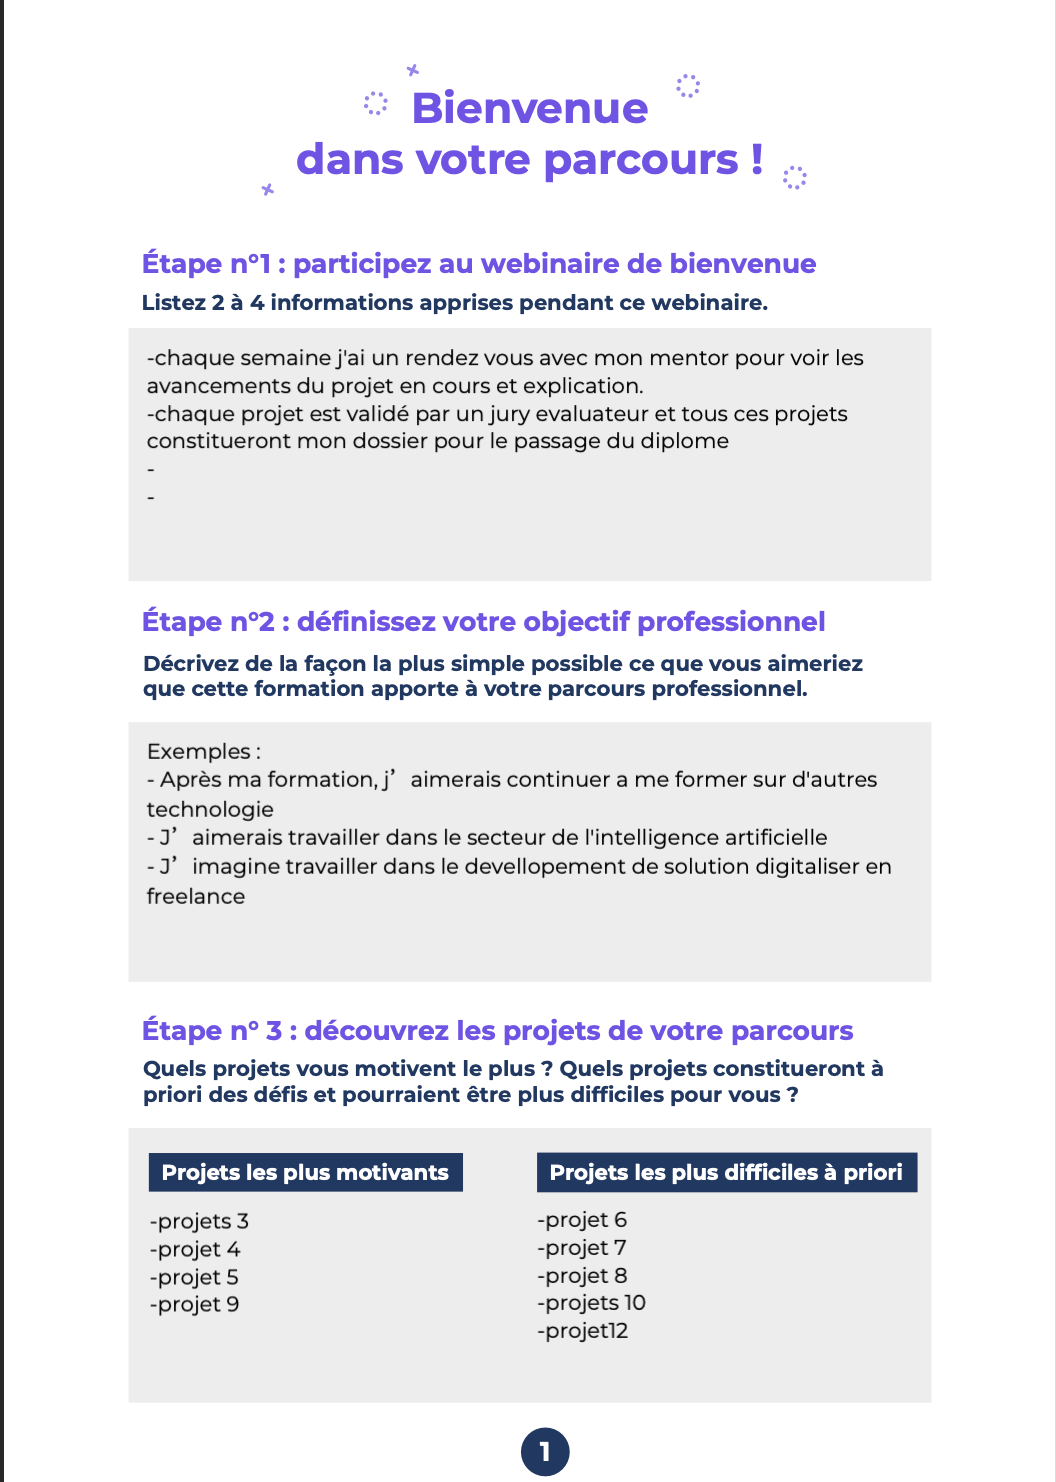 Bienvenue
dans votre parcours !
Étape n°1 : participez au webinaire de bienvenue
Listez 2 à 4 informations apprises pendant ce webinaire.
-chaque semaine j'ai un rendez vous avec mon mentor pour voir les
avancements du projet en cours et explication.
-chaque projet est validé par un jury evaluateur et tous ces projets
constitueront mon dossier pour le passage du diplome
-
-
Étape n°2 : définissez votre objectif professionnel
Décrivez de la façon la plus simple possible ce que vous aimeriez
que cette formation apporte à votre parcours professionnel.
Exemples :
- Après ma formation, j’ aimerais continuer a me former sur d'autres
technologie
- J’ aimerais travailler dans le secteur de l'intelligence artificielle
- J’ imagine travailler dans le devellopement de solution digitaliser en
freelance
Étape n° 3 : découvrez les projets de votre parcours
Quels projets vous motivent le plus ? Quels projets constitueront à
priori des défis et pourraient être plus difficiles pour vous ?
Projets les plus motivants
-projets 3
-projet 4
-projet 5
-projet 9
Projets les plus difficiles à priori
-projet 6
-projet 7
-projet 8
-projets 10
-projet12
1